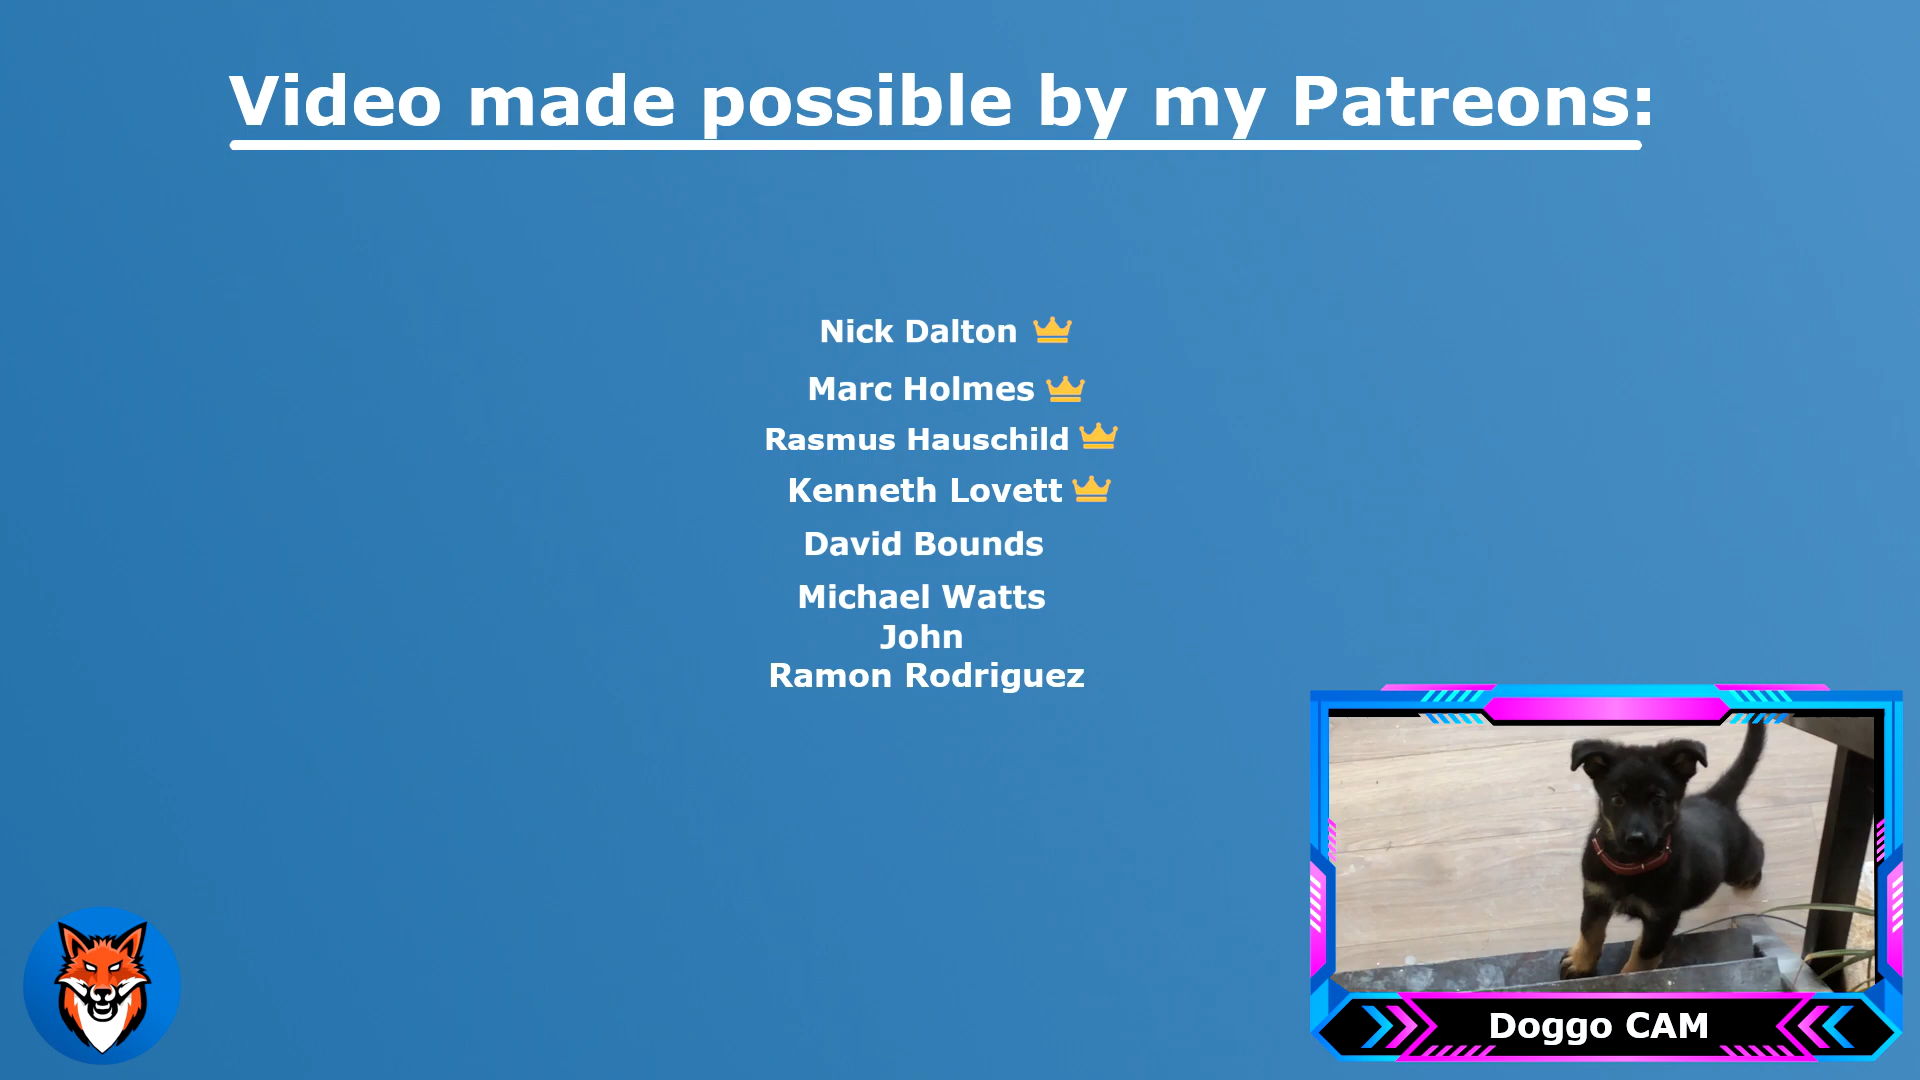 Video made possible by my Patreons:
Nick Dalton
Marc Holmes
Rasmus Hauschild
Kenneth Lovett
David Bounds
Michael Watts
John
Ramon Rodriguez
Doggo CAM